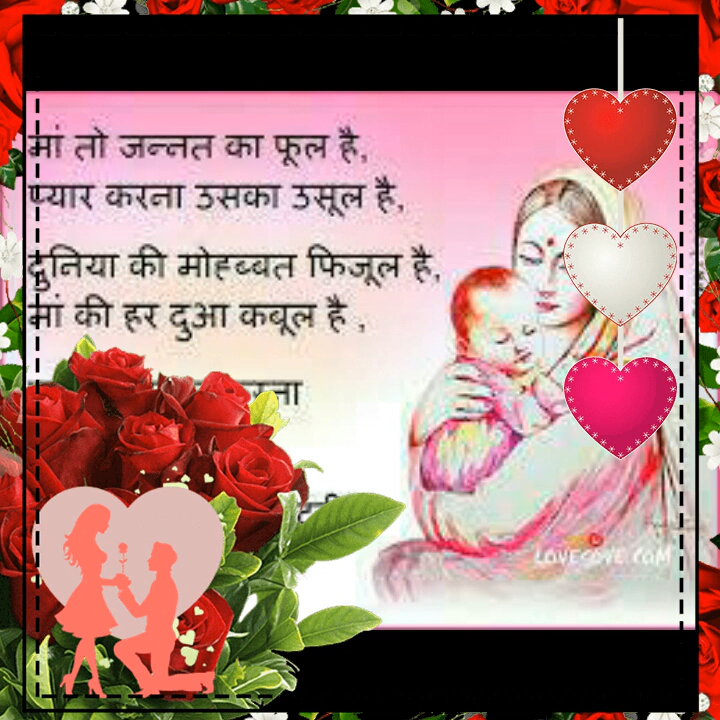 मां तो जन्नत का फूल है,
प्यार करना उसका उसूल है,
दुनिया की मोहब्बत फिजूल है,
मां की हर दुआ कबूल है ,
LOVESOVE.COM